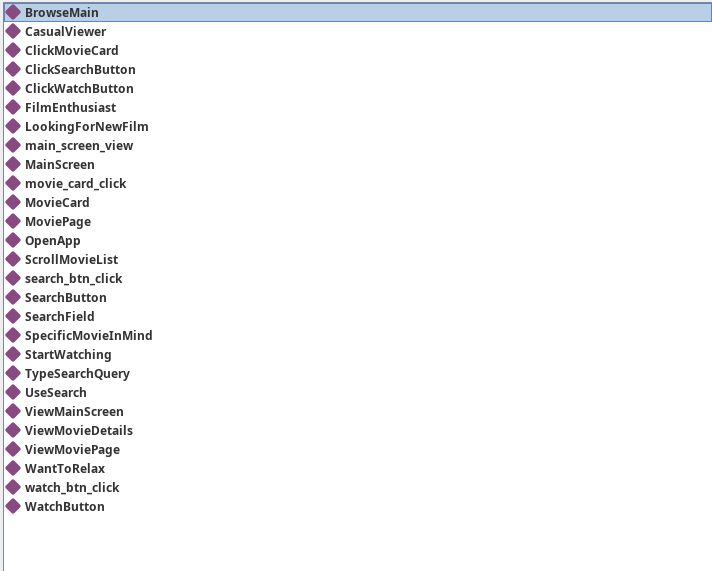 BrowseMain
CasualViewer
ClickMovieCard
ClickSearchButton
ClickWatchButton
FilmEnthusiast
LookingForNewFilm
main_screen_view
MainScreen
movie_card_click
MovieCard
MoviePage
OpenApp
ScrollMovieList
search_btn_click
SearchButton
SearchField
SpecificMovieInMind
StartWatching
TypeSearchQuery
UseSearch
ViewMainScreen
ViewMovieDetails
ViewMoviePage
WantToRelax
watch_btn_click
WatchButton